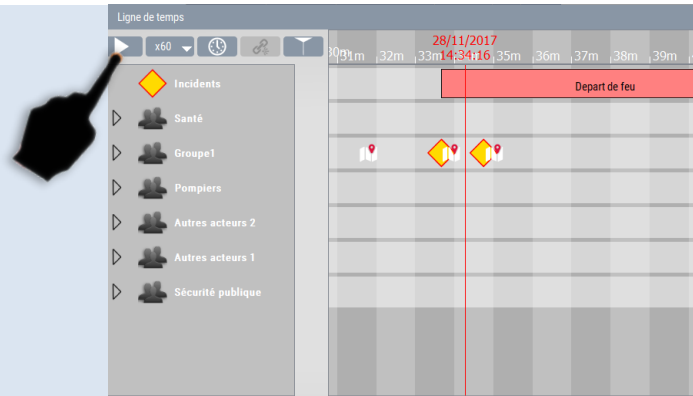 Ligne de temps
x60
28/11/2017
31m 32m 33m 14:34:16 35m 36m 37m 38m 39m
Incidents
Depart de feu
Santé
Groupe1
Pompiers
Autres acteurs 2
Autres acteurs 1
Sécurité publique